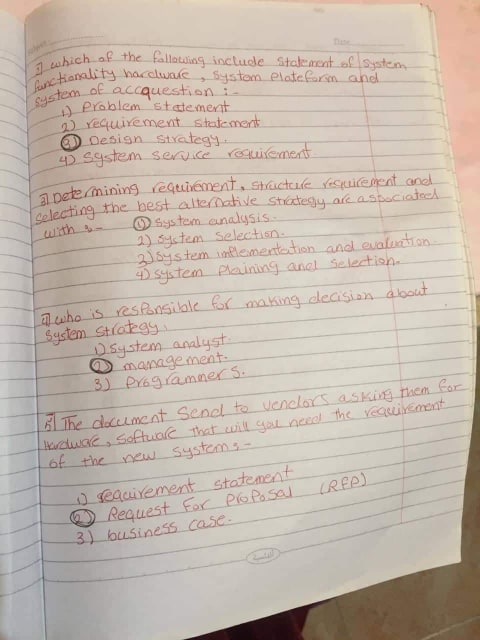 2) which of the following include statement of system
functionality hardware, system plateform and
system of accquestion :-
1) problem statement
2) requirement statement
3) Design strategy.
4) System service requirement.
3) Determining requirement, structure requirement and
selecting the best alternative strategy are associated
with :-
1) System analysis.
2) System selection.
3) System implementation and evaluation.
4) System planing and selection.
4) who is responsible for making decision about
System strategy.
1) System analyst.
2) management.
3) Programmers.
5) The document send to vendors asking them for
Hardware, software that will you need the requirement
of the new system :-
1) requirement statement
2) Request for proposal (RFP)
3) business case.